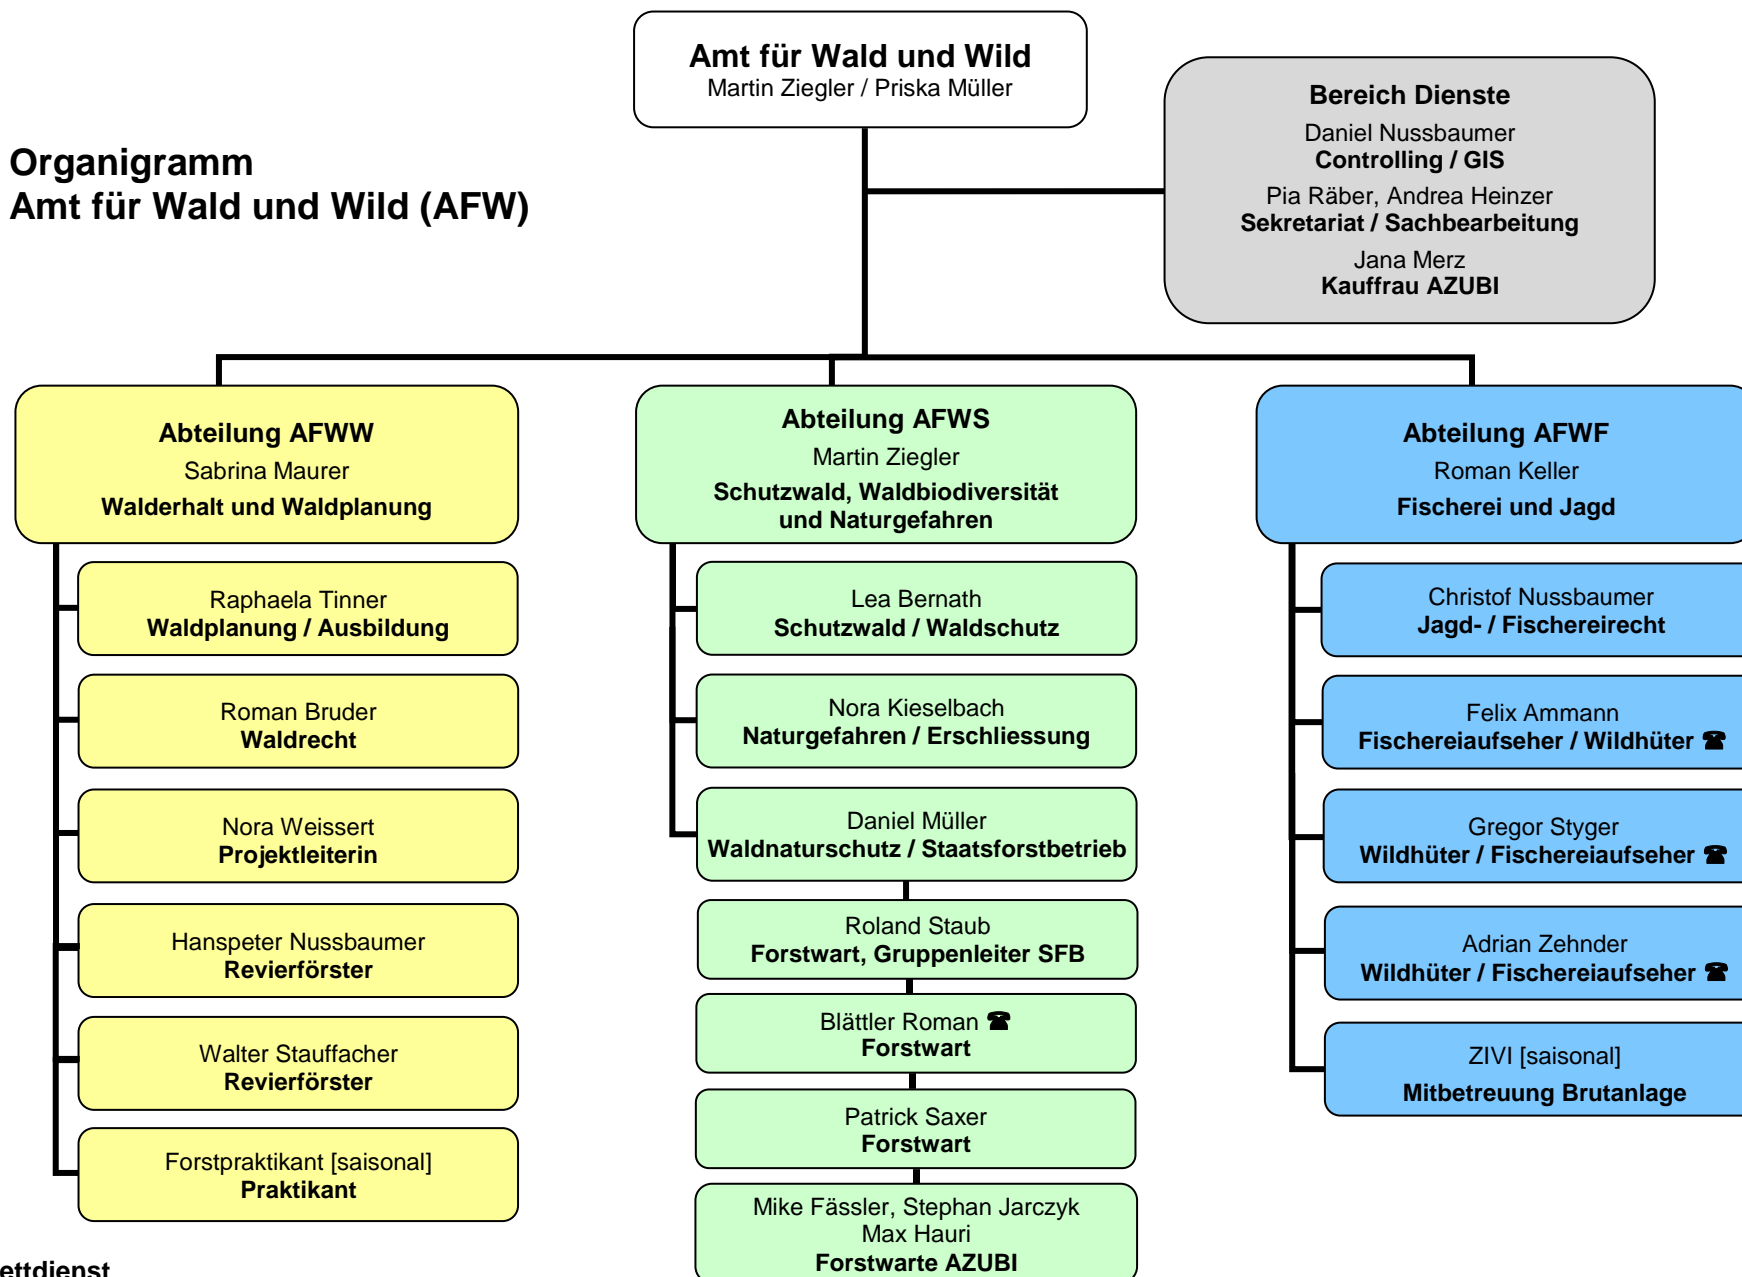 Amt für Wald und Wild
Martin Ziegler / Priska Müller
Bereich Dienste
Daniel Nussbaumer
Controlling / GIS
Pia Räber, Andrea Heinzer
Sekretariat / Sachbearbeitung
Jana Merz
Kauffrau AZUBI
Organigramm
Amt für Wald und Wild (AFW)
Abteilung AFWW
Sabrina Maurer
Walderhalt und Waldplanung
Raphaela Tinner
Waldplanung / Ausbildung
Roman Bruder
Waldrecht
Nora Weissert
Projektleiterin
Hanspeter Nussbaumer
Revierförster
Walter Stauffacher
Revierförster
Forstpraktikant [saisonal]
Praktikant
Abteilung AFWS
Martin Ziegler
Schutzwald, Waldbiodiversität
und Naturgefahren
Lea Bernath
Schutzwald / Waldschutz
Nora Kieselbach
Naturgefahren / Erschliessung
Daniel Müller
Waldnaturschutz / Staatsforstbetrieb
Roland Staub
Forstwart, Gruppenleiter SFB
Blättler Roman ☎
Forstwart
Patrick Saxer
Forstwart
Mike Fässler, Stephan Jarczyk
Max Hauri
Forstwarte AZUBI
Abteilung AFWF
Roman Keller
Fischerei und Jagd
Christof Nussbaumer
Jagd- / Fischereirecht
Felix Ammann
Fischereiaufseher / Wildhüter ☎
Gregor Styger
Wildhüter / Fischereiaufseher ☎
Adrian Zehnder
Wildhüter / Fischereiaufseher ☎
ZIVI [saisonal]
Mitbetreuung Brutanlage
ettdienst